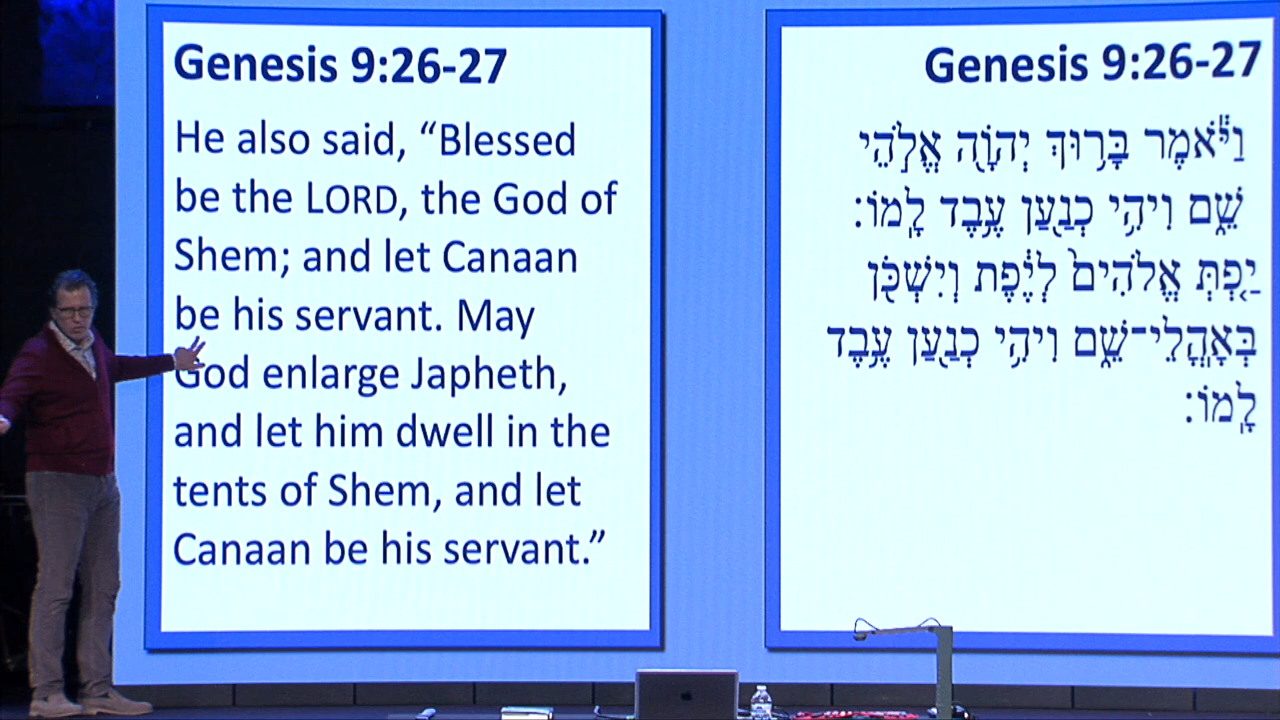 Genesis 9:26-27
He also said, “Blessed
be the LORD, the God of
Shem; and let Canaan
be his servant. May
God enlarge Japheth,
and let him dwell in the
tents of Shem, and let
Canaan be his servant.”
Genesis 9:26-27
וַיֹּ֕אמֶר בָּר֥וּךְ יְהֹוָ֖ה אֱלֹ֣הֵי
שֵׁ֑ם וִיהִ֥י כְנַ֖עַן עֶ֥בֶד לָֽמוֹ׃
יַ֤פְתְּ אֱלֹהִים֙ לְיֶ֔פֶת וְיִשְׁכֹּ֖ן
בְּאׇֽהֳלֵי־שֵׁ֑ם וִיהִ֥י כְנַ֖עַן עֶ֥בֶד
לָֽמוֹ׃